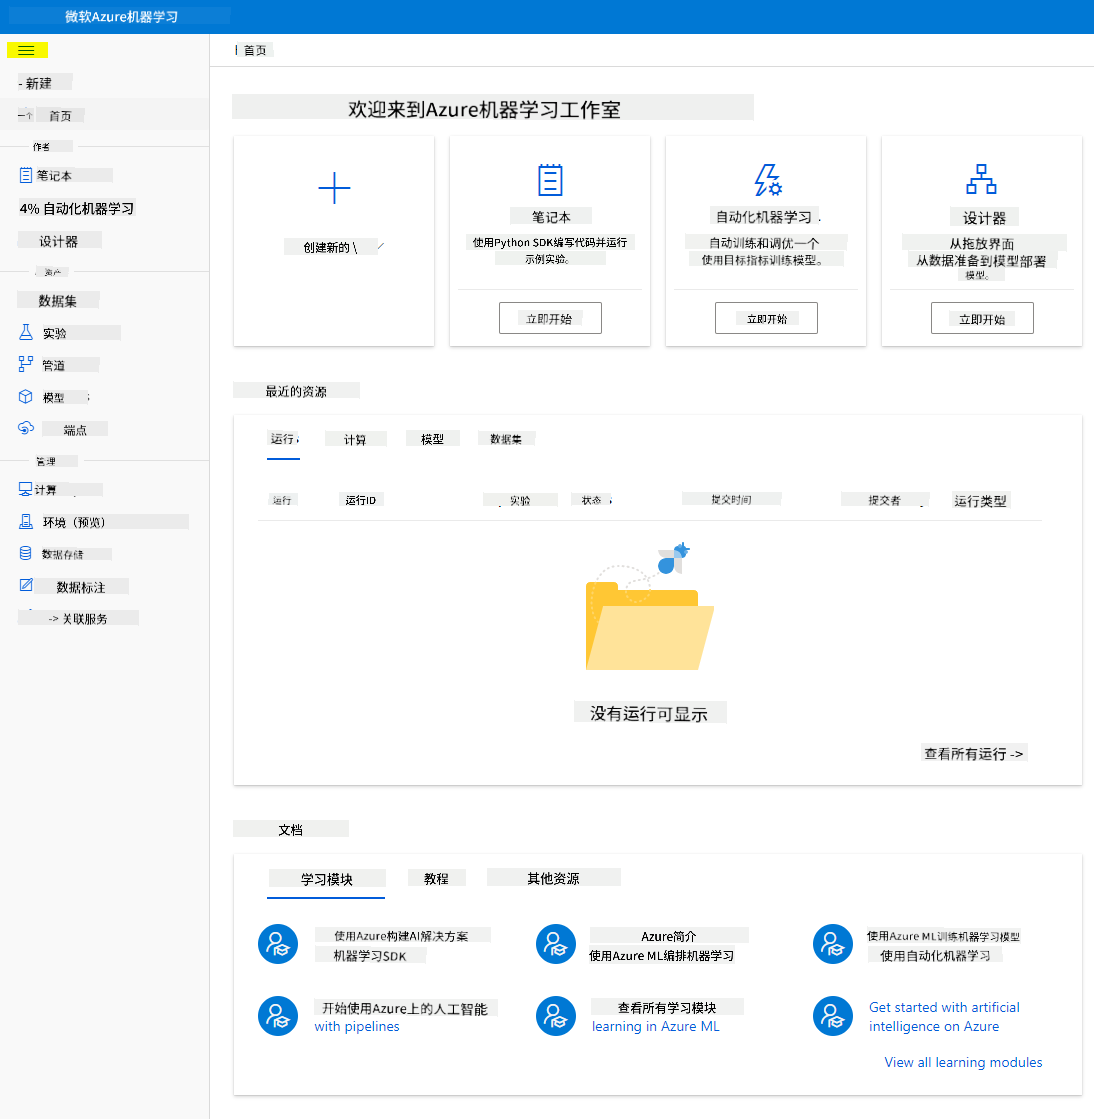 微软Azure机器学习
- 新建
一个 首页
作者
笔记本
4% 自动化机器学习
设计器
资产
数据集
实验
管道
模型
端点
管理
计算
环境（预览）
数据存储
数据标注
-> 关联服务
首页
欢迎来到Azure机器学习工作室
创建新的 \
笔记本
使用Python SDK编写代码并运行
示例实验。
立即开始
自动化机器学习 .
自动训练和调优一个
使用目标指标训练模型。
立即开始
设计器
从拖放界面
从数据准备到模型部署
模型。
立即开始
最近的资源
运行 计算 模型 数据集
运行 运行ID 实验 状态 提交时间 提交者 运行类型
没有运行可显示
查看所有运行 ->
文档
学习模块 教程 其他资源
使用Azure构建AI解决方案
机器学习SDK
Azure简介
使用Azure ML编排机器学习
使用Azure ML训练机器学习模型
使用自动化机器学习
开始使用Azure上的人工智能
with pipelines
查看所有学习模块
learning in Azure ML
Get started with artificial
intelligence on Azure
View all learning modules